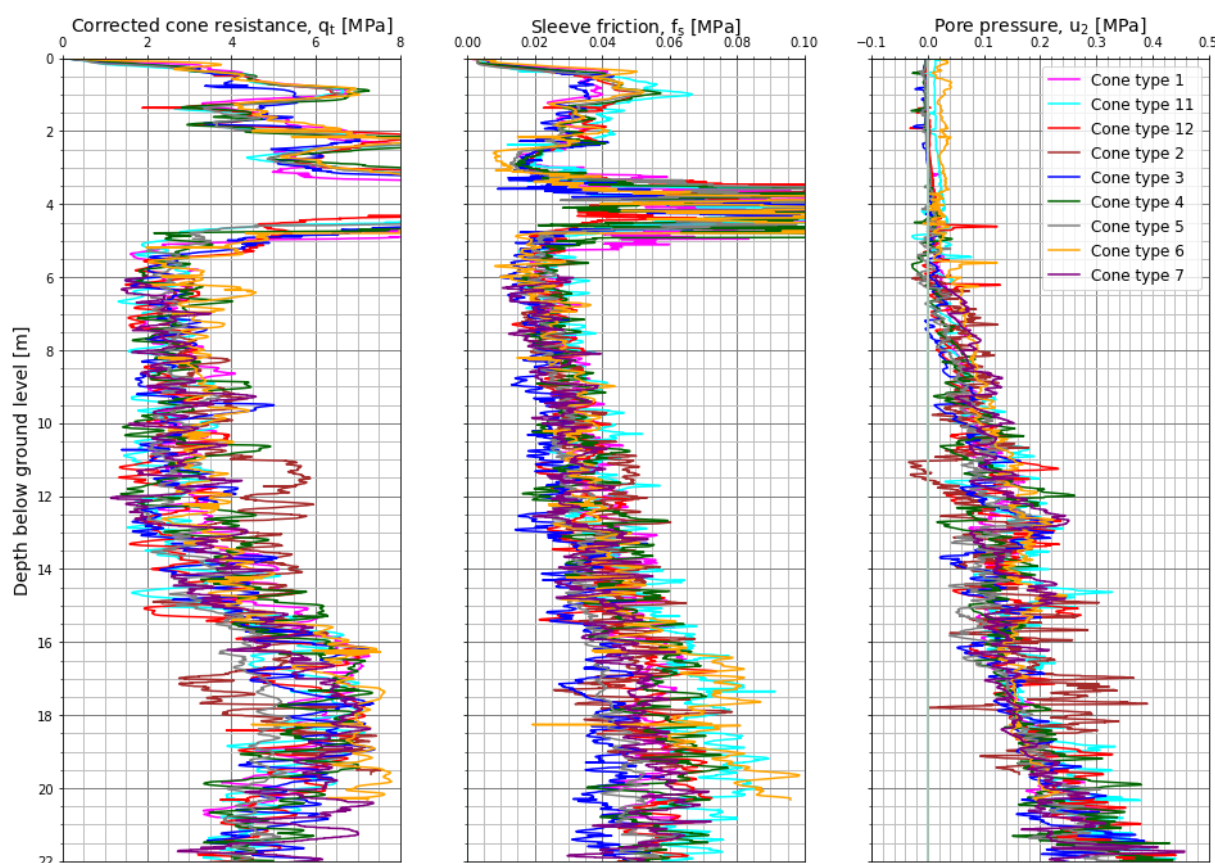 Corrected cone resistance, qt [MPa]
0 2 4 6 8
Sleeve friction, fs [MPa]
0.00 0.02 0.04 0.06 0.08 0.10
Pore pressure, u2 [MPa]
−0.1 0.0 0.1 0.2 0.3 0.4 0.5
Depth below ground level [m]
0
2
4
6
8
10
12
14
16
18
20
22
Cone type 1
Cone type 11
Cone type 12
Cone type 2
Cone type 3
Cone type 4
Cone type 5
Cone type 6
Cone type 7